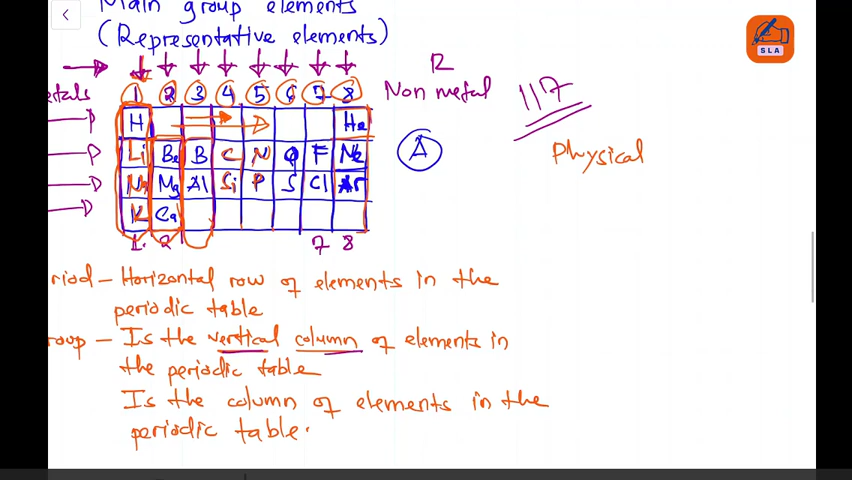 Main group elements
(Representative elements)
R
etals 1 2 3 4 5 6 7 8 Non metal 117
H He
Li Be B C N O F Ne A Physical
Na Mg Al Si P S Cl Ar
K Ca
1. 2 7 8
riod – Horizontal row of elements in the
periodic table
roup – Is the vertical column of elements in
the periodic table
Is the column of elements in the
periodic table.
SLA